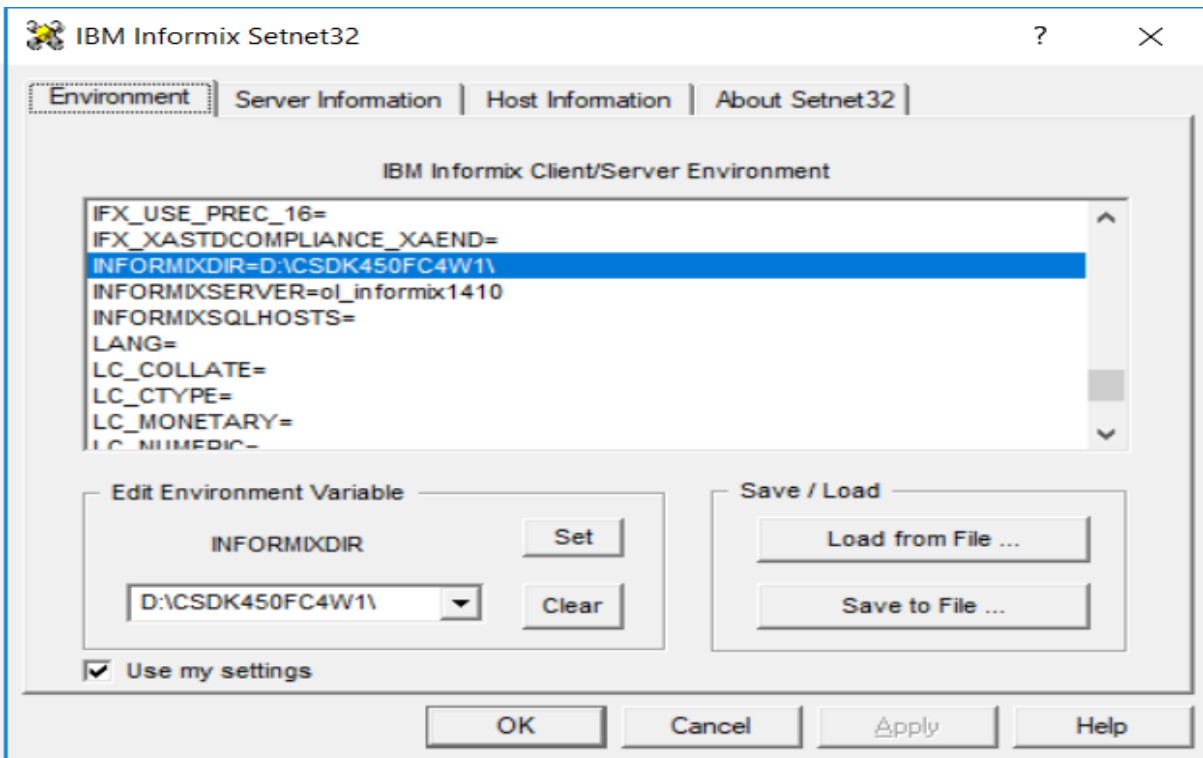 IBM Informix Setnet32
Environment Server Information Host Information About Setnet32
IBM Informix Client/Server Environment
IFX_USE_PREC_16=
IFX_XASTDCOMPLIANCE_XAEND=
INFORMIXDIR=D:\CSDK450FC4W1\
INFORMIXSERVER=ol_informix1410
INFORMIXSQLHOSTS=
LANG=
LC_COLLATE=
LC_CTYPE=
LC_MONETARY=
LC_NUMERIC=
Edit Environment Variable
INFORMIXDIR
Set
D:\CSDK450FC4W1\
Clear
Save / Load
Load from File ...
Save to File ...
Use my settings
OK Cancel Apply Help